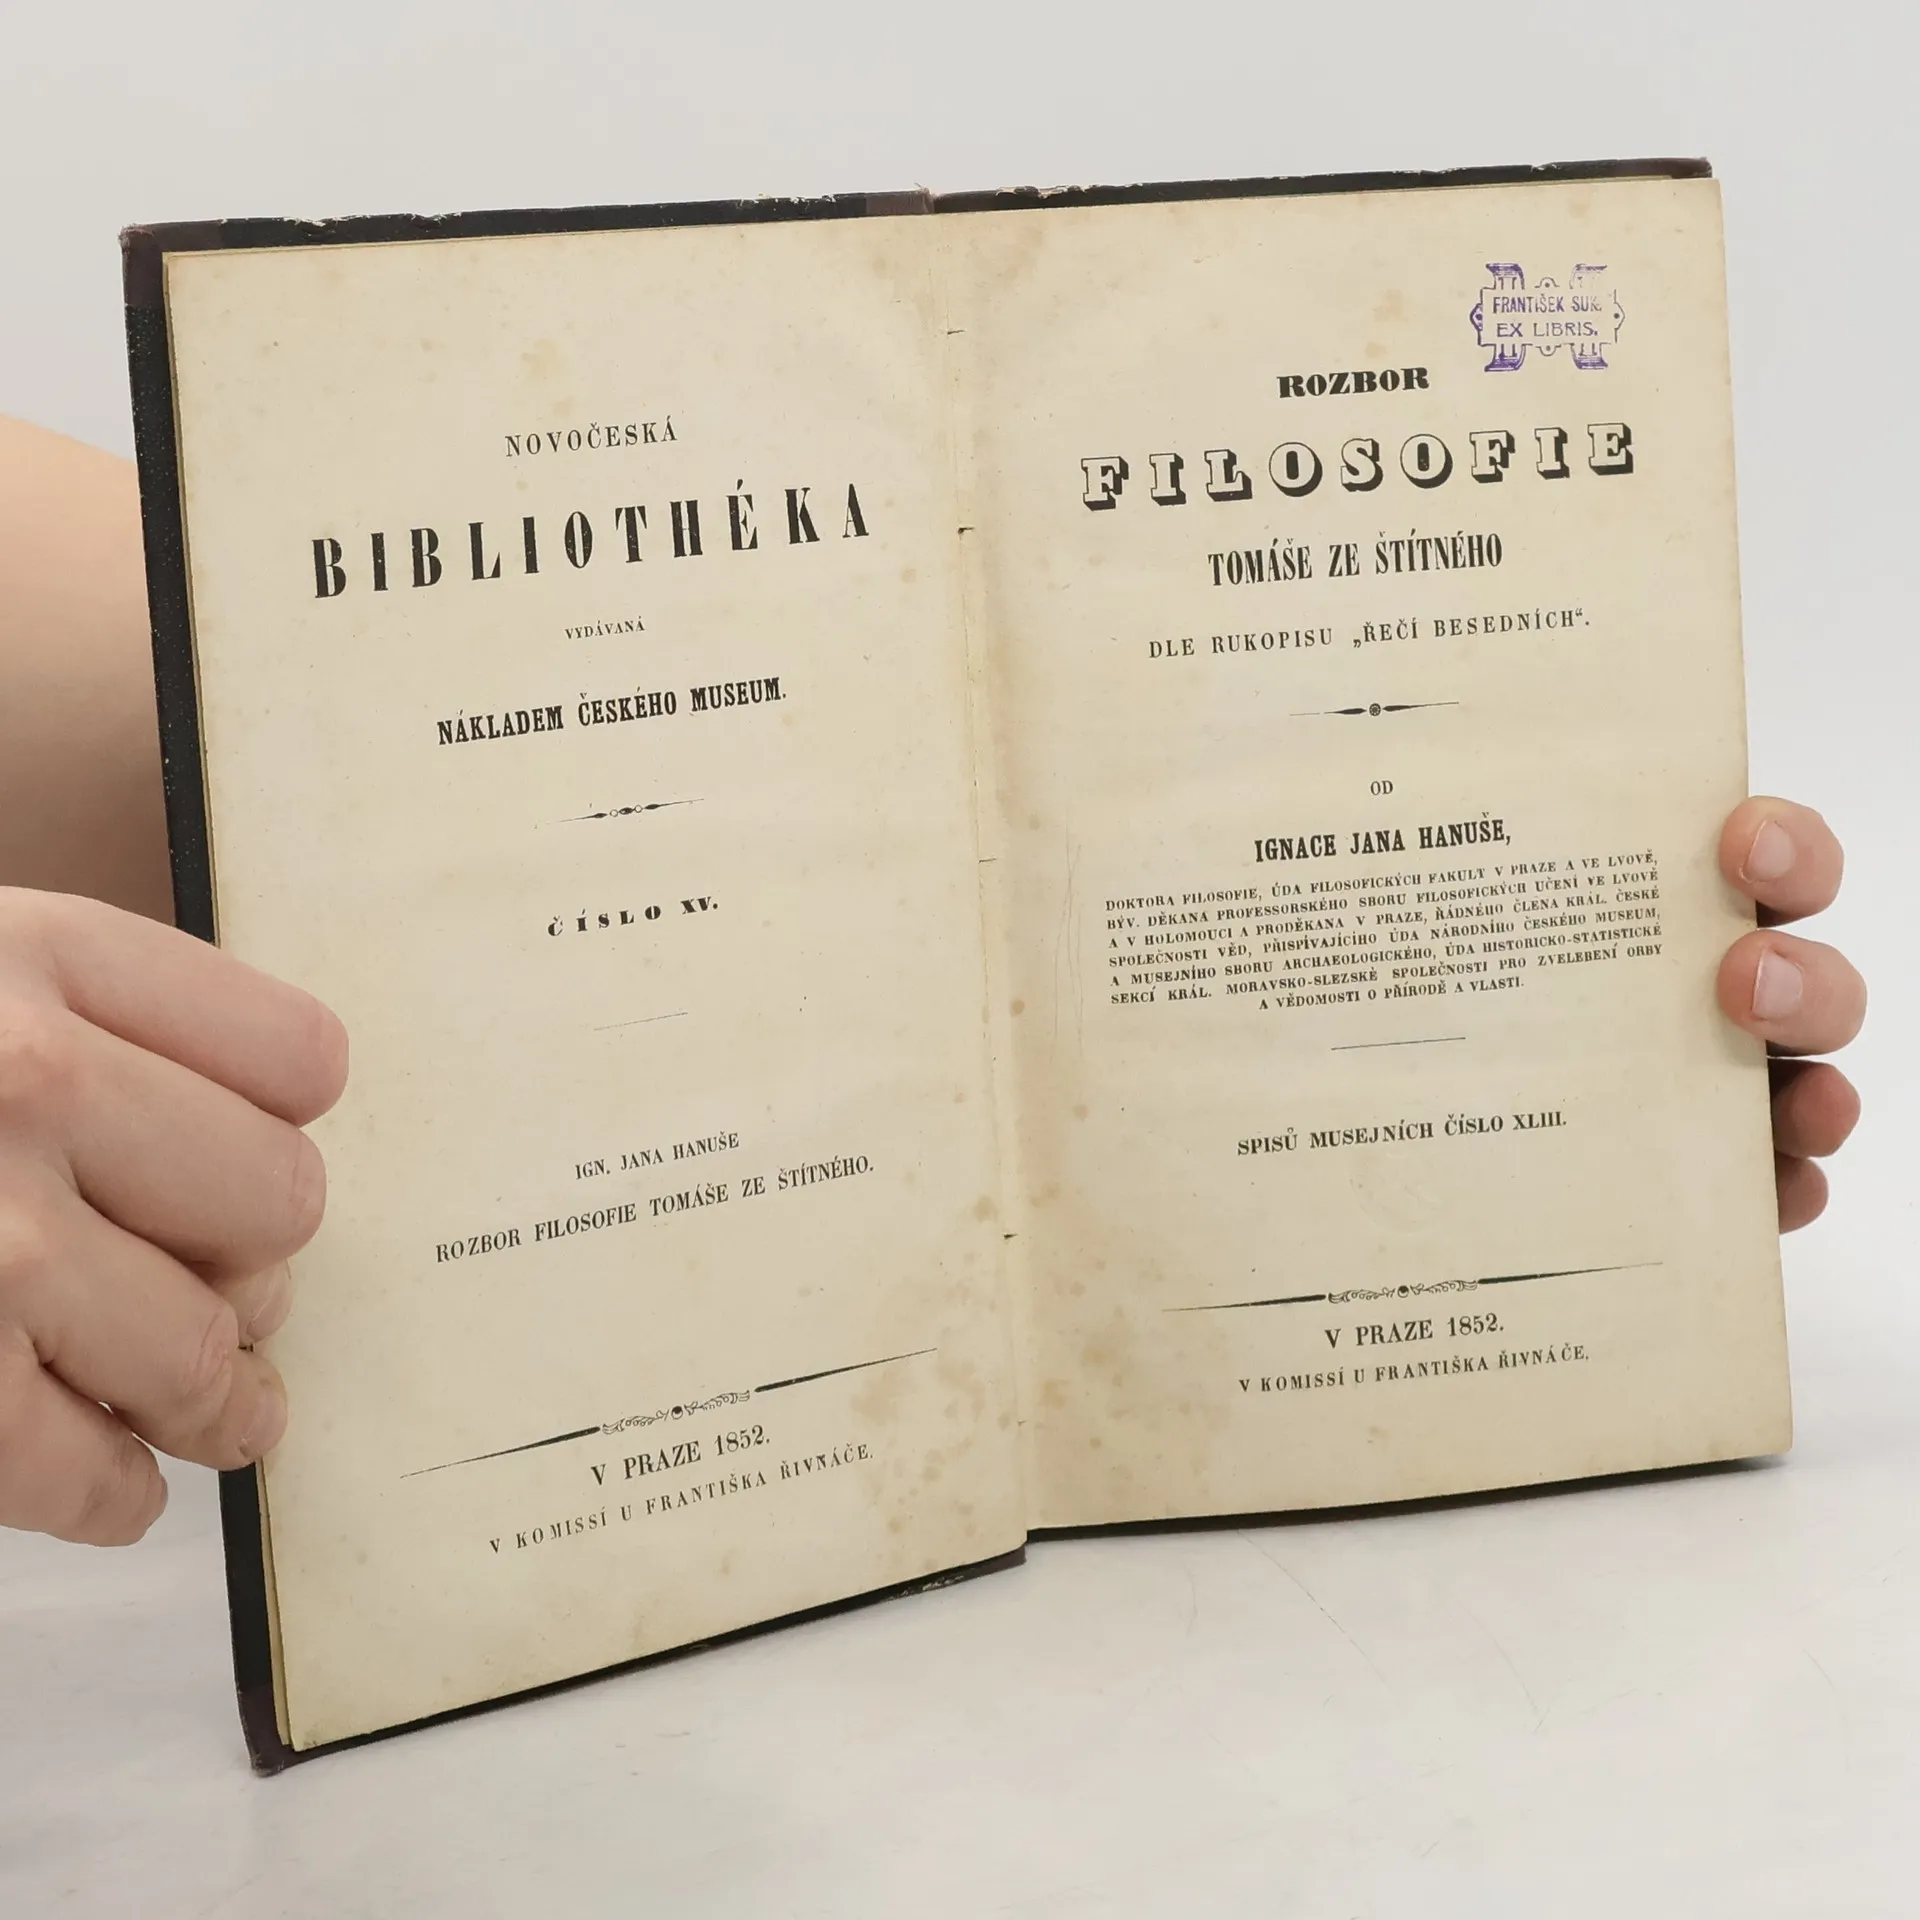 NOVOČESKÁ
BIBLIOTHÉKA
VYDÁVANÁ
NÁKLADEM ČESKÉHO MUSEUM.
ČÍSLO XV.
IGN. JANA HANUŠE
ROZBOR FILOSOFIE TOMÁŠE ZE ŠTÍTNÉHO.
V PRAZE 1852.
V KOMISSÍ U FRANTIŠKA ŘIVNÁČE.
FRANTIŠEK SUK.
EX LIBRIS.
ROZBOR
FILOSOFIE
TOMÁŠE ZE ŠTÍTNÉHO
DLE RUKOPISU „ŘEČÍ BESEDNÍCH“.
OD
IGNACE JANA HANUŠE,
DOKTORA FILOSOFIE, ÚDA FILOSOFICKÝCH FAKULT V PRAZE A VE LVOVĚ,
BÝV. DĚKANA PROFESSORSKÉHO SBORU FILOSOFICKÝCH UČENÍ VE LVOVĚ
A V HOLOMOUCI A PRODĚKANA V PRAZE, ŘÁDNÉHO ČLENA KRÁL. ČESKÉ
SPOLEČNOSTI VĚD, PŘISPÍVAJÍCIHO ÚDA NÁRODNÍHO ČESKÉHO MUSEUM,
A MUSEJNÍHO SBORU ARCHAEOLOGICKÉHO, ÚDA HISTORICKO-STATISTICKÉ
SEKCÍ KRÁL. MORAVSKO-SLEZSKÉ SPOLEČNOSTI PRO ZVELEBENÍ ORBY
A VĚDOMOSTI O PŘÍRODĚ A VLASTI.
SPISŮ MUSEJNÍCH ČÍSLO XLIII.
V PRAZE 1852.
V KOMISSÍ U FRANTIŠKA ŘIVNÁČE.